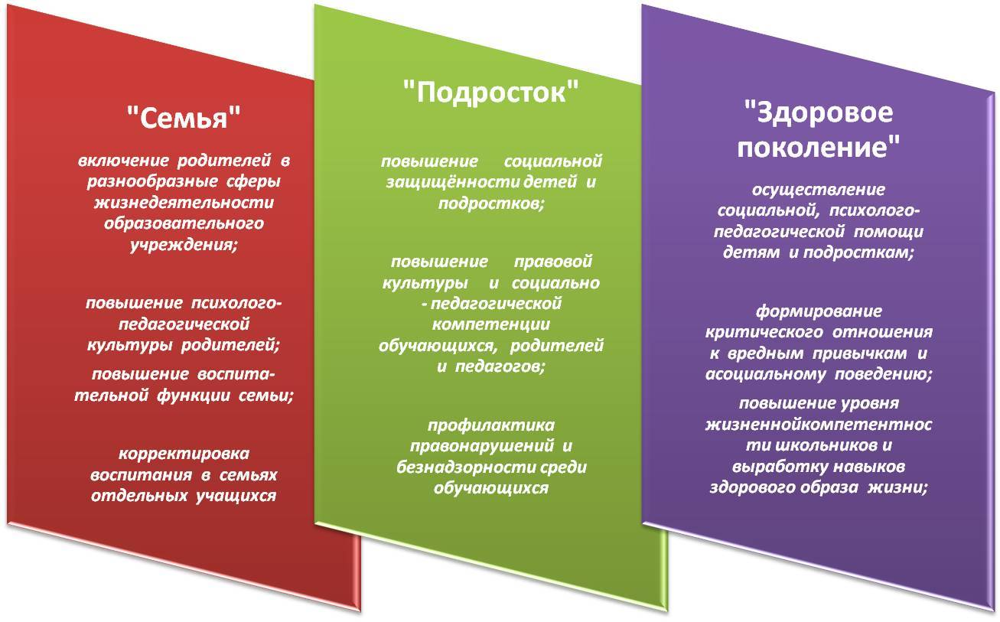 "Семья"
включение родителей в
разнообразные сферы
жизнедеятельности
образовательного
учреждения;
повышение психолого-
педагогической
культуры родителей;
повышение воспита-
тельной функции семьи;
корректировка
воспитания в семьях
отдельных учащихся
"Подросток"
повышение социальной
защищённости детей и
подростков;
повышение правовой
культуры и социально
- педагогической
компетенции
обучающихся, родителей
и педагогов;
профилактика
правонарушений и
безнадзорности среди
обучающихся
"Здоровое
поколение"
осуществление
социальной, психолого-
педагогической помощи
детям и подросткам;
формирование
критического отношения
к вредным привычкам и
асоциальному поведению;
повышение уровня
жизненнойкомпетентнос
ти школьников и
выработку навыков
здорового образа жизни;